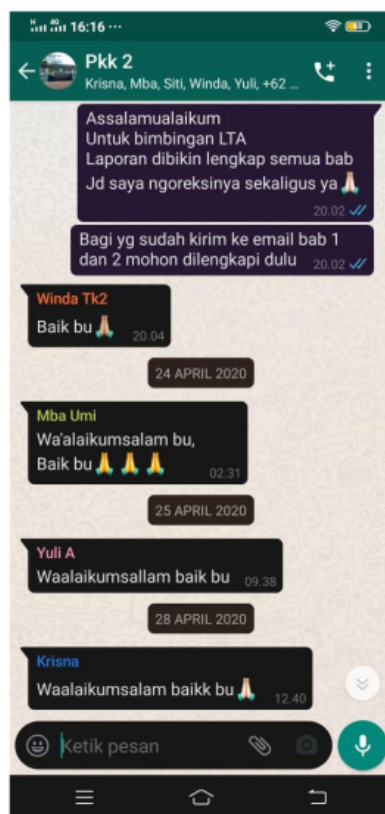 16:16 ...
Pkk 2
Krisna, Mba, Siti, Winda, Yuli, +62 ...
Assalamualaikum
Untuk bimbingan LTA
Laporan dibikin lengkap semua bab
Jd saya ngoreksinya sekaligus ya 🙏🏻
20.02
Bagi yg sudah kirim ke email bab 1
dan 2 mohon dilengkapi dulu 20.02
Winda Tk2
Baik bu 🙏🏼 20.04
24 APRIL 2020
Mba Umi
Wa'alaikumsalam bu,
Baik bu 🙏 🙏 🙏 02.31
25 APRIL 2020
Yuli A
Waalaikumsallam baik bu 09.38
28 APRIL 2020
Krisna
Waalaikumsalam baikk bu 🙏🏻 12.40
Ketik pesan